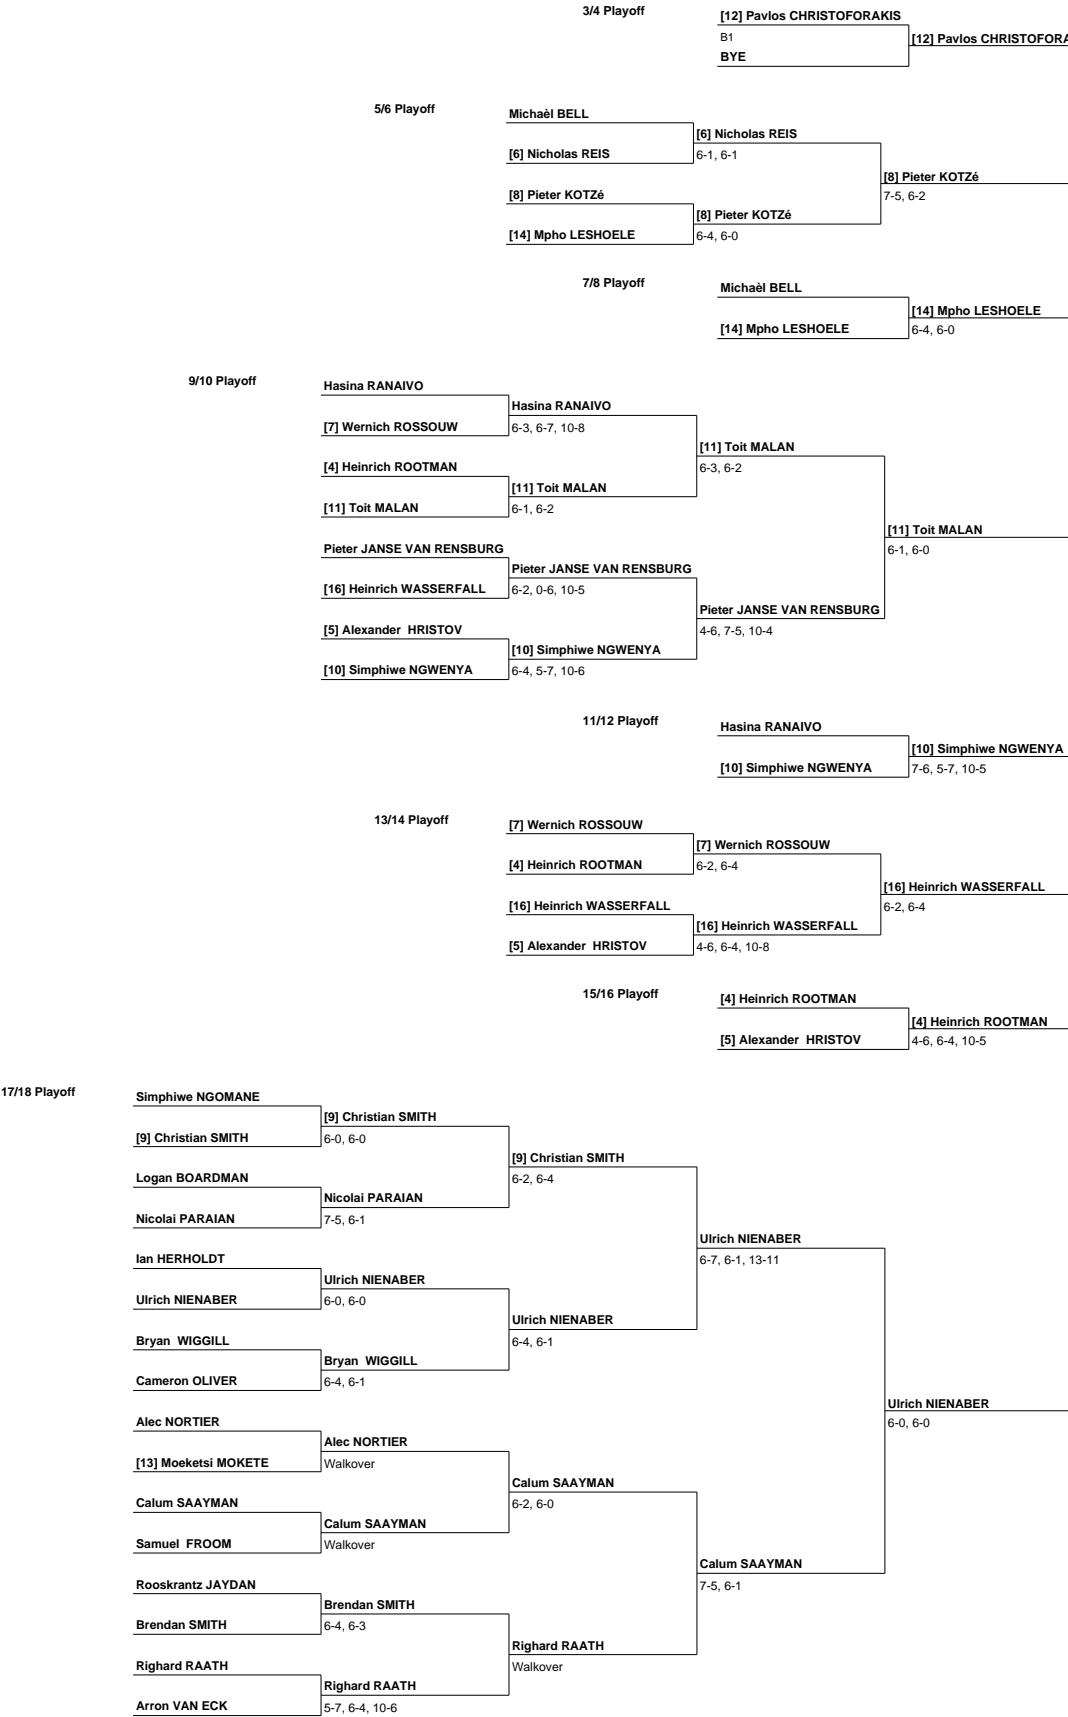 3/4 Playoff
[12] Pavlos CHRISTOFORAKIS
B1
[12] Pavlos CHRISTOFORA
BYE
5/6 Playoff
Michaèl BELL
[6] Nicholas REIS
[6] Nicholas REIS
6-1, 6-1
[8] Pieter KOTZé
[8] Pieter KOTZé
7-5, 6-2
[8] Pieter KOTZé
[14] Mpho LESHOELE
6-4, 6-0
7/8 Playoff
Michaèl BELL
[14] Mpho LESHOELE
[14] Mpho LESHOELE
6-4, 6-0
9/10 Playoff
Hasina RANAIVO
Hasina RANAIVO
[7] Wernich ROSSOUW
6-3, 6-7, 10-8
[11] Toit MALAN
[4] Heinrich ROOTMAN
6-3, 6-2
[11] Toit MALAN
[11] Toit MALAN
6-1, 6-2
[11] Toit MALAN
Pieter JANSE VAN RENSBURG
6-1, 6-0
Pieter JANSE VAN RENSBURG
[16] Heinrich WASSERFALL
6-2, 0-6, 10-5
Pieter JANSE VAN RENSBURG
[5] Alexander  HRISTOV
4-6, 7-5, 10-4
[10] Simphiwe NGWENYA
[10] Simphiwe NGWENYA
6-4, 5-7, 10-6
11/12 Playoff
Hasina RANAIVO
[10] Simphiwe NGWENYA
[10] Simphiwe NGWENYA
7-6, 5-7, 10-5
13/14 Playoff
[7] Wernich ROSSOUW
[7] Wernich ROSSOUW
[4] Heinrich ROOTMAN
6-2, 6-4
[16] Heinrich WASSERFALL
[16] Heinrich WASSERFALL
6-2, 6-4
[16] Heinrich WASSERFALL
[5] Alexander  HRISTOV
4-6, 6-4, 10-8
15/16 Playoff
[4] Heinrich ROOTMAN
[4] Heinrich ROOTMAN
[5] Alexander  HRISTOV
4-6, 6-4, 10-5
17/18 Playoff
Simphiwe NGOMANE
[9] Christian SMITH
[9] Christian SMITH
6-0, 6-0
[9] Christian SMITH
Logan BOARDMAN
6-2, 6-4
Nicolai PARAIAN
Nicolai PARAIAN
7-5, 6-1
Ulrich NIENABER
Ian HERHOLDT
6-7, 6-1, 13-11
Ulrich NIENABER
Ulrich NIENABER
6-0, 6-0
Ulrich NIENABER
Bryan  WIGGILL
6-4, 6-1
Bryan  WIGGILL
Cameron OLIVER
6-4, 6-1
Ulrich NIENABER
Alec NORTIER
6-0, 6-0
Alec NORTIER
[13] Moeketsi MOKETE
Walkover
Calum SAAYMAN
Calum SAAYMAN
6-2, 6-0
Calum SAAYMAN
Samuel  FROOM
Walkover
Calum SAAYMAN
Rooskrantz JAYDAN
7-5, 6-1
Brendan SMITH
Brendan SMITH
6-4, 6-3
Righard RAATH
Righard RAATH
Walkover
Righard RAATH
Arron VAN ECK
5-7, 6-4, 10-6